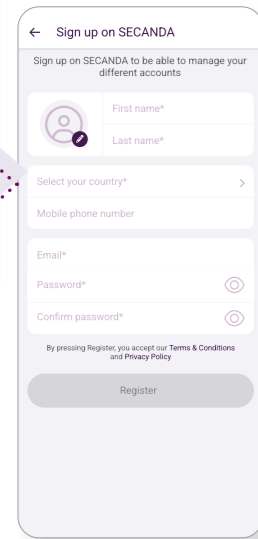 Sign up on SECANDA
Sign up on SECANDA to be able to manage your
different accounts
First name*
Last name*
Select your country*
Mobile phone number
Email*
Password*
Confirm password*
By pressing Register, you accept our Terms & Conditions
and Privacy Policy
Register